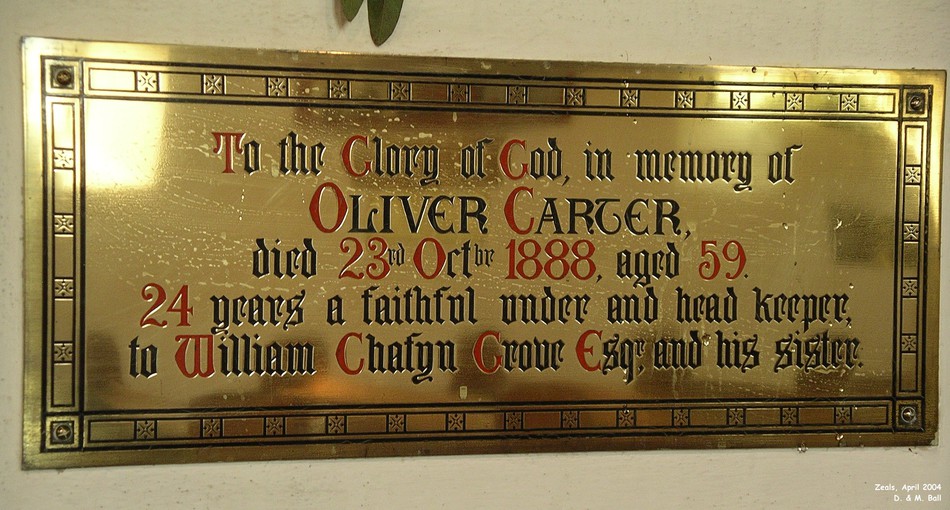 To the Glory of God, in memory of
OLIVER CARTER,
died 23rd Octbr 1888, aged 59.
24 years a faithful under and head keeper,
to William Chafyn Grove Esqr, and his sister.
Zeals, April 2004
D. & M. Ball